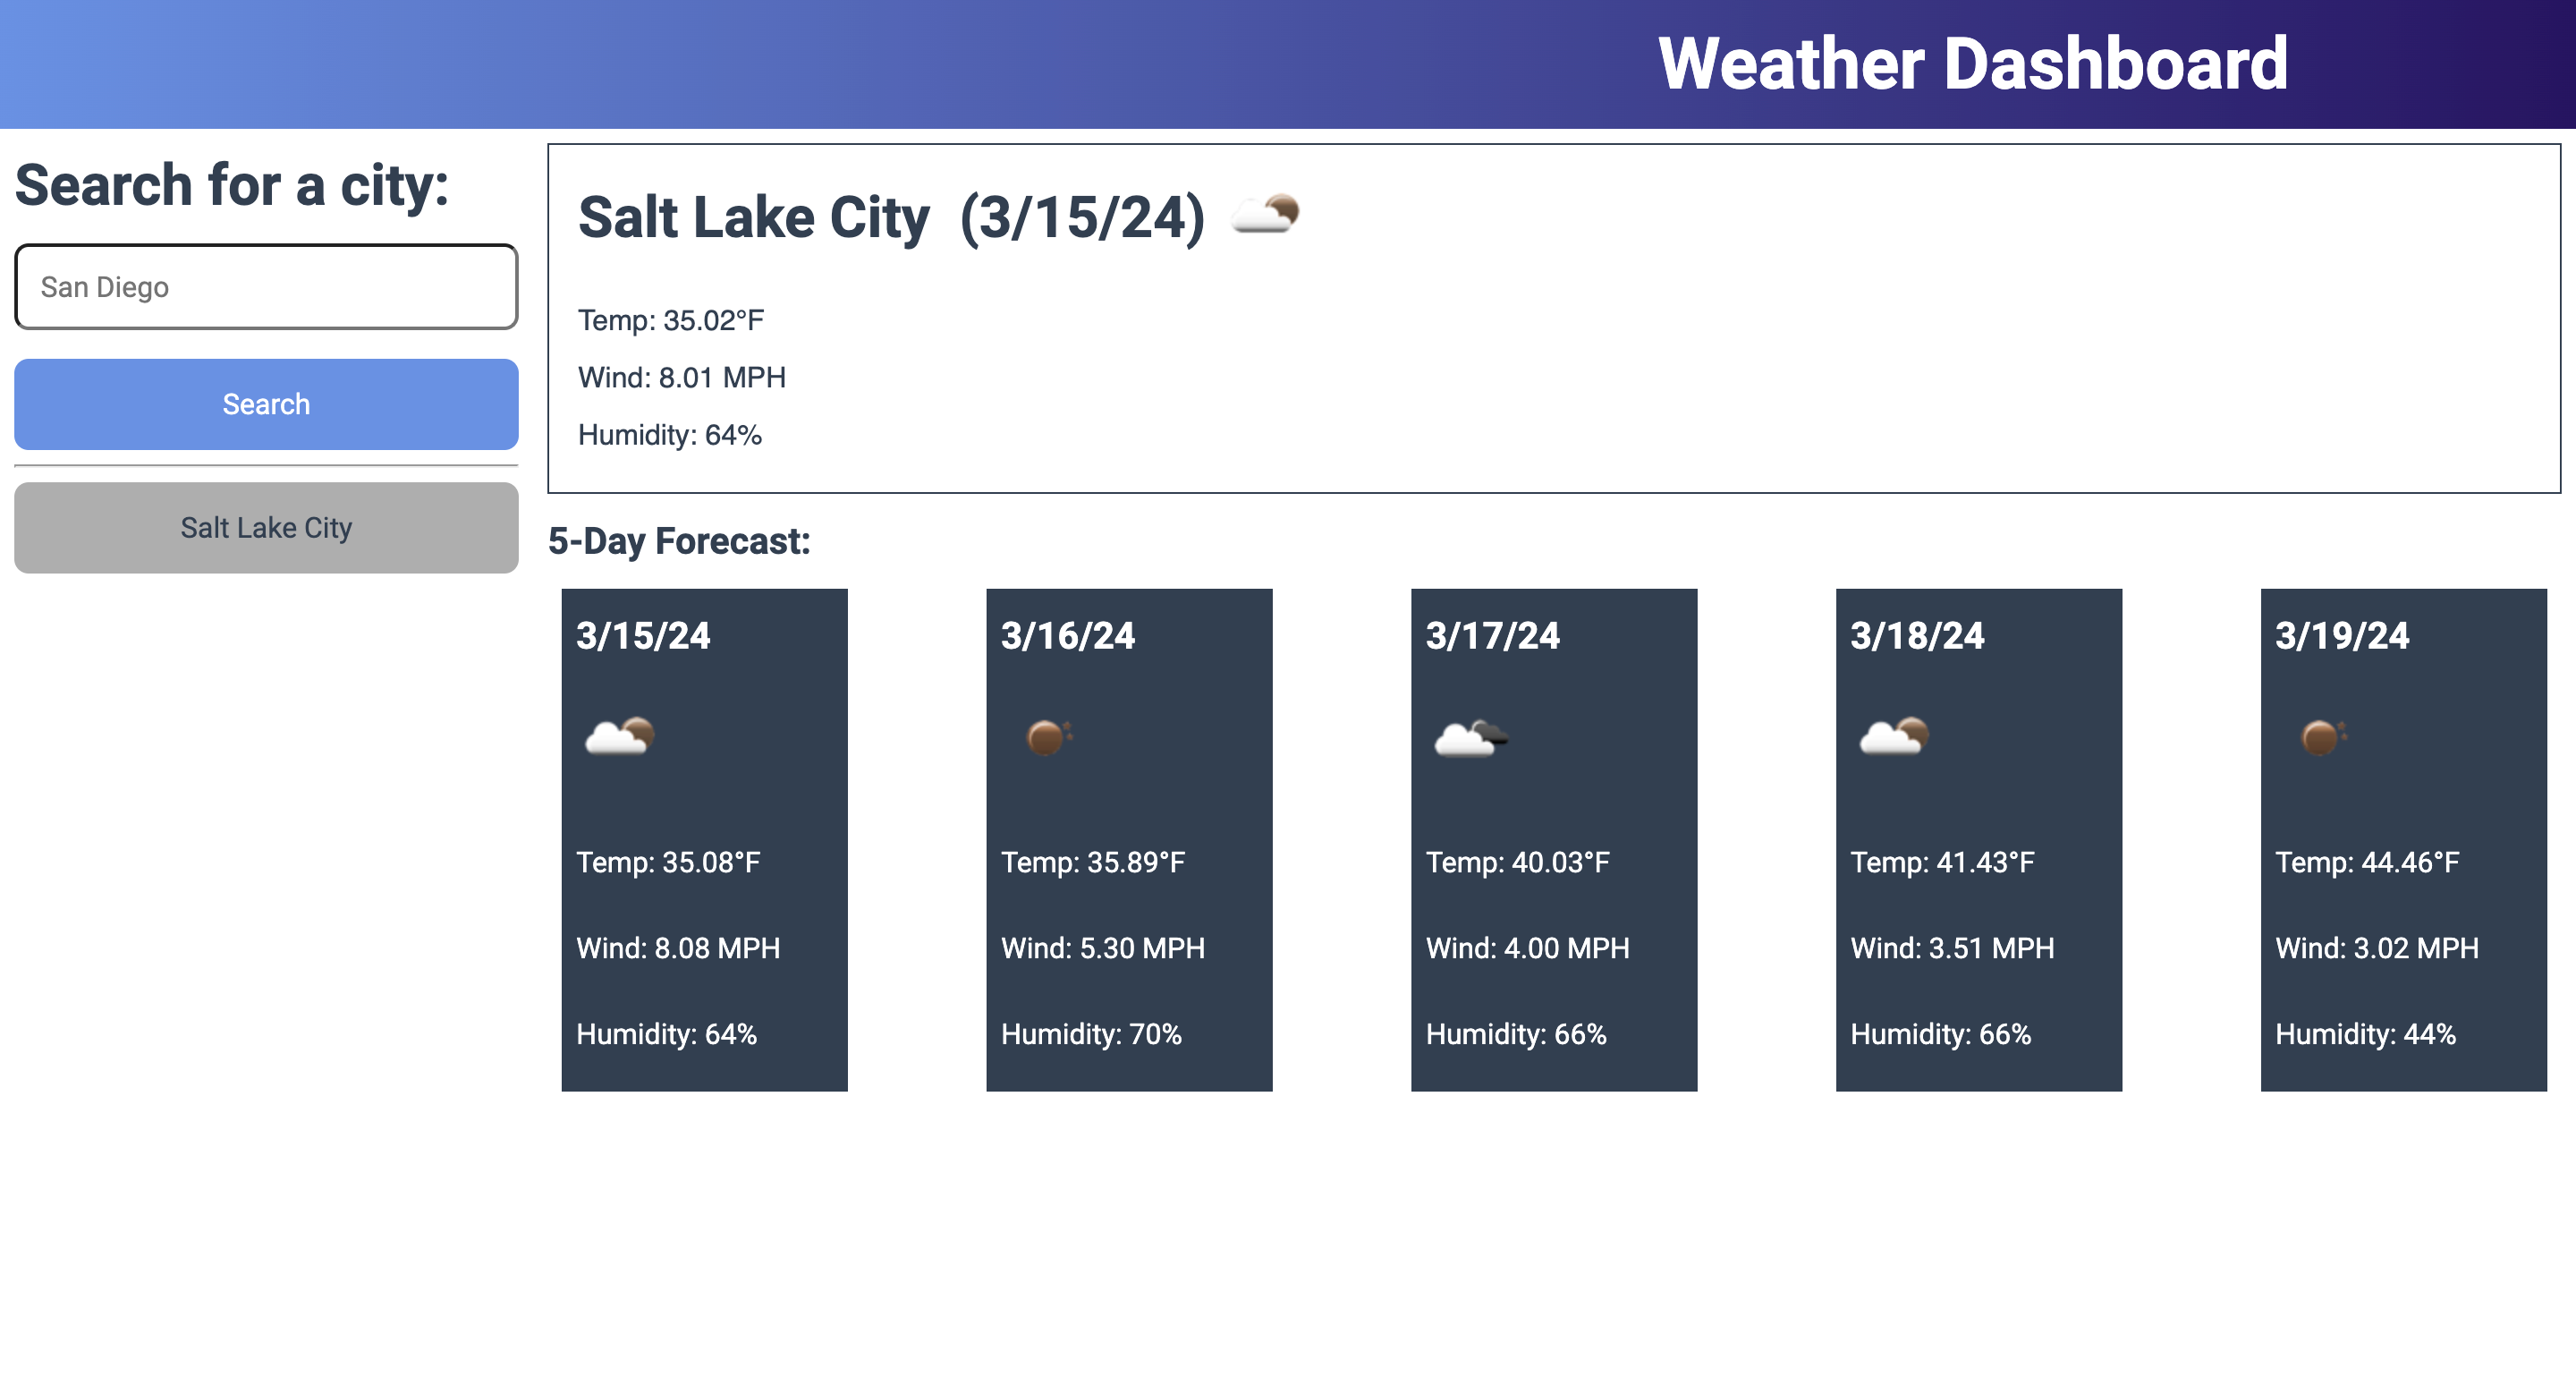 Weather Dashboard
Search for a city:
San Diego
Search
Salt Lake City
Salt Lake City (3/15/24)
Temp: 35.02°F
Wind: 8.01 MPH
Humidity: 64%
5-Day Forecast:
3/15/24
Temp: 35.08°F
Wind: 8.08 MPH
Humidity: 64%
3/16/24
Temp: 35.89°F
Wind: 5.30 MPH
Humidity: 70%
3/17/24
Temp: 40.03°F
Wind: 4.00 MPH
Humidity: 66%
3/18/24
Temp: 41.43°F
Wind: 3.51 MPH
Humidity: 66%
3/19/24
Temp: 44.46°F
Wind: 3.02 MPH
Humidity: 44%